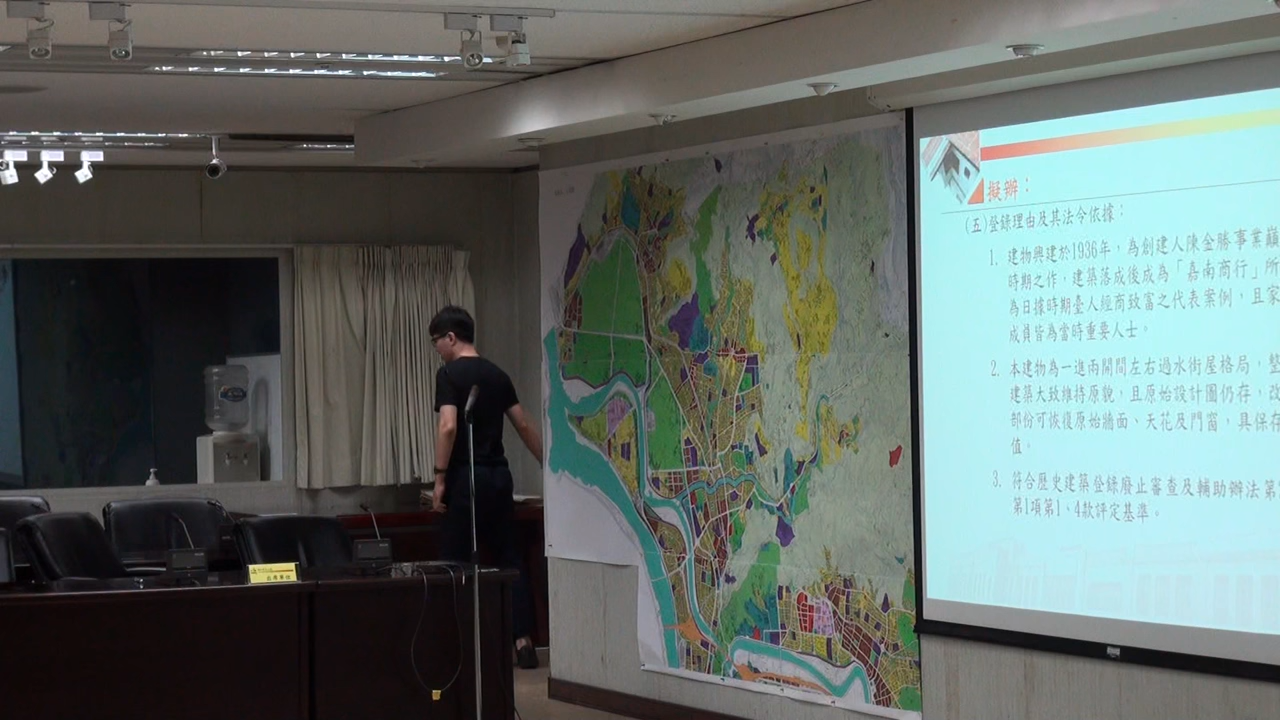 擬辦：
(五)登錄理由及其法令依據：
1. 建物興建於1936年，為創建人陳金勝事業巔
時期之作，建築落成後成為「嘉南商行」所
為日據時期臺人經商致富之代表案例，且家
成員皆為當時重要人士。
2. 本建物為一進兩開間左右過水街屋格局，整
建築大致維持原貌，且原始設計圖仍存，改
部份可恢復原始牆面、天花及門窗，具保存
值。
3. 符合歷史建築登錄廢止審查及輔助辦法第
第1項第1、4款評定基準。
出席單位